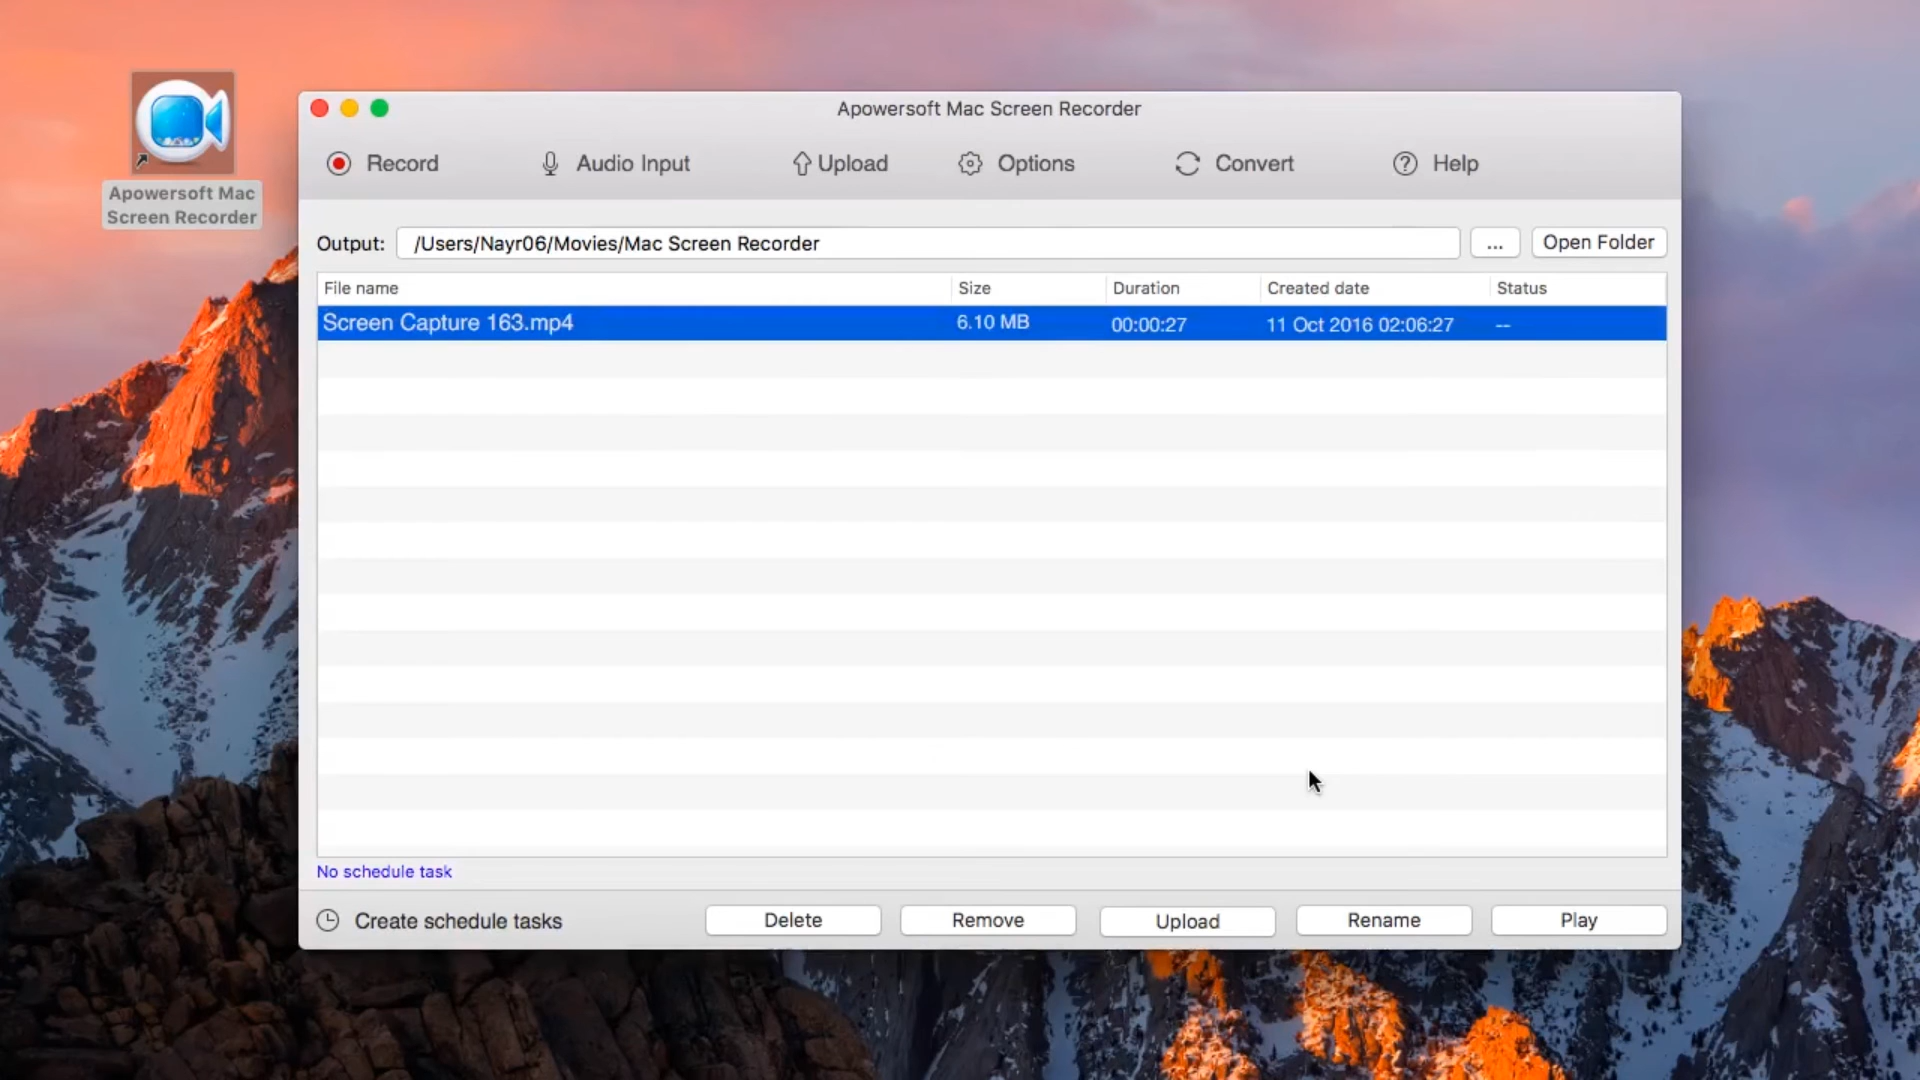 Apowersoft Mac
Screen Recorder
Apowersoft Mac Screen Recorder
Record Audio Input Upload Options Convert Help
Output: /Users/Nayr06/Movies/Mac Screen Recorder ... Open Folder
File name Size Duration Created date Status
Screen Capture 163.mp4 6.10 MB 00:00:27 11 Oct 2016 02:06:27 --
No schedule task
Create schedule tasks Delete Remove Upload Rename Play